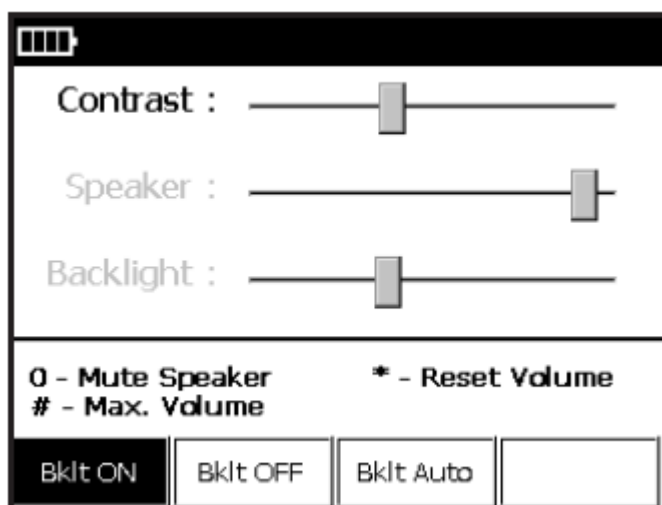 Contrast :
Speaker :
Backlight :
0 - Mute Speaker * - Reset Volume
# - Max. Volume
Bklt ON Bklt OFF Bklt Auto